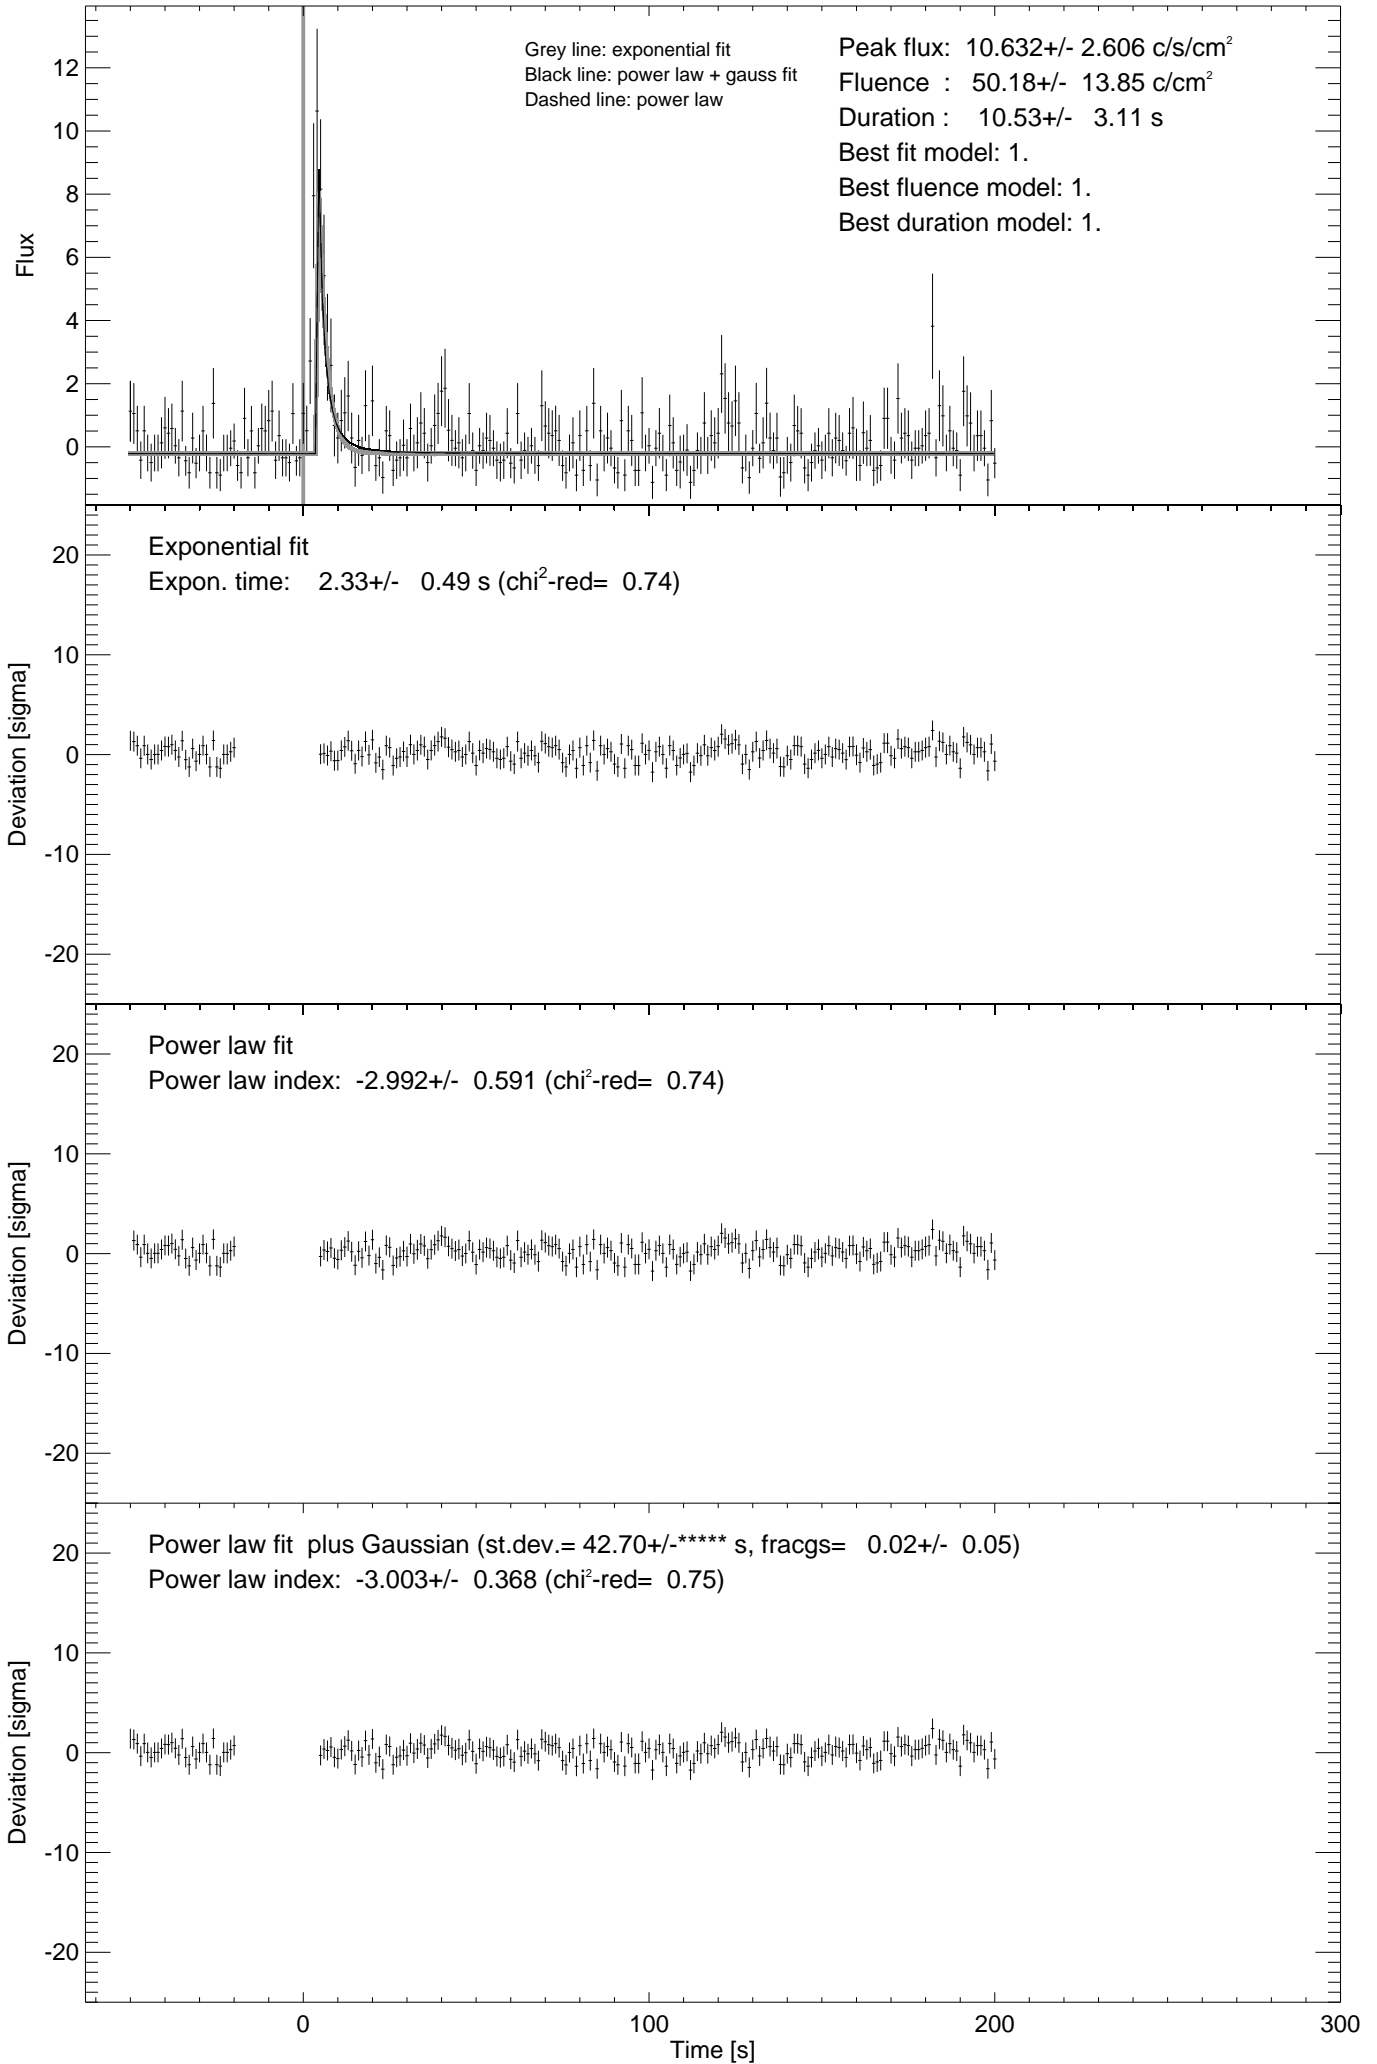 Grey line: exponential fit
Black line: power law + gauss fit
Dashed line: power law
Peak flux: 10.632+/- 2.606 c/s/cm²
Fluence : 50.18+/- 13.85 c/cm²
Duration : 10.53+/- 3.11 s
Best fit model: 1.
Best fluence model: 1.
Best duration model: 1.
Flux
12
10
8
6
4
2
0
Exponential fit
Expon. time: 2.33+/- 0.49 s (chi²-red= 0.74)
Deviation [sigma]
20
10
0
-10
-20
Power law fit
Power law index: -2.992+/- 0.591 (chi²-red= 0.74)
Deviation [sigma]
20
10
0
-10
-20
Power law fit plus Gaussian (st.dev.= 42.70+/-***** s, fracgs= 0.02+/- 0.05)
Power law index: -3.003+/- 0.368 (chi²-red= 0.75)
Deviation [sigma]
20
10
0
-10
-20
0 100 200 300
Time [s]